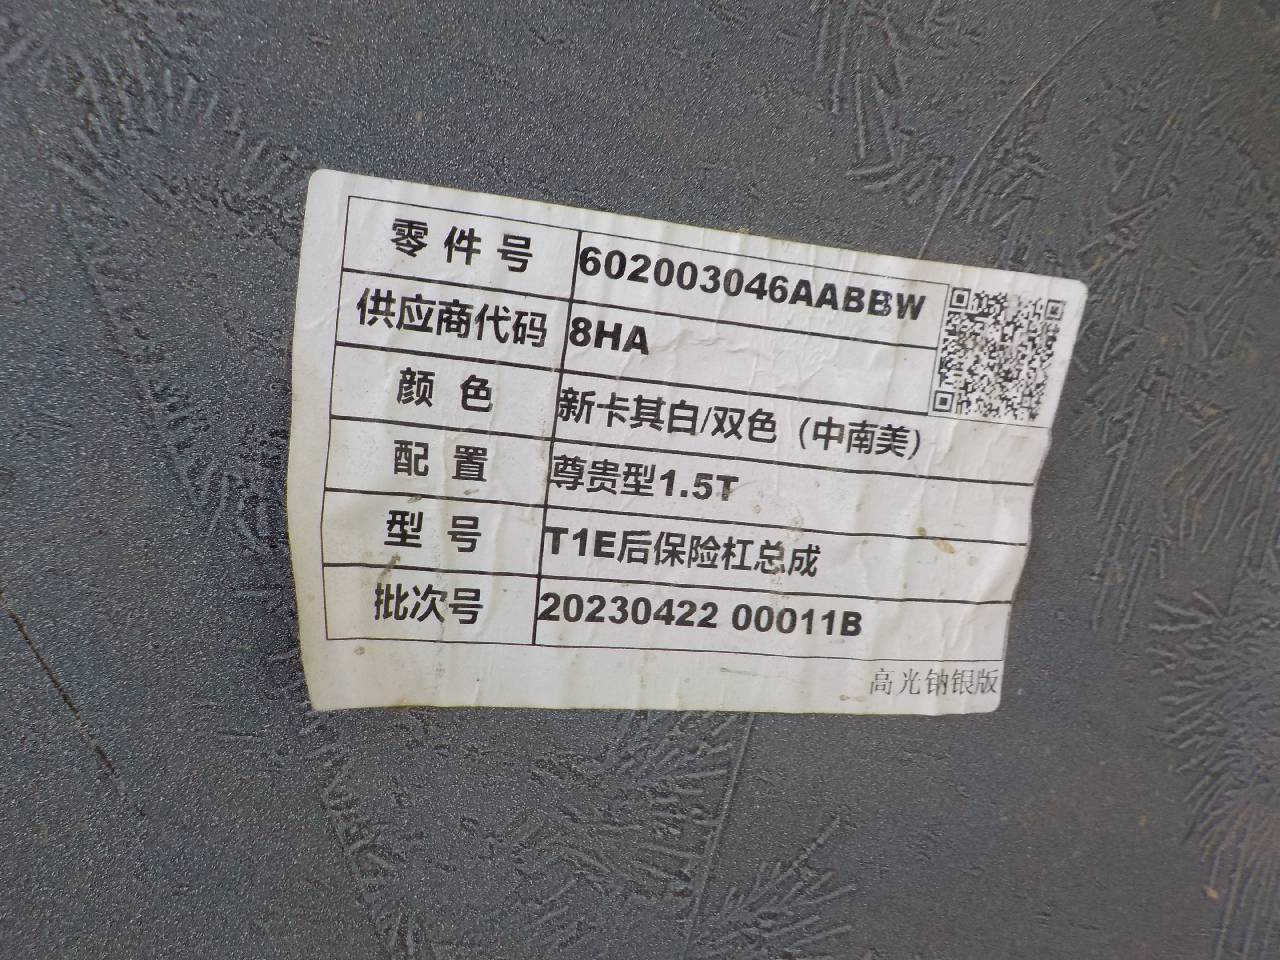 零件号 602003046AABBW
供应商代码 8HA
颜色 新卡其白/双色（中南美）
配置 尊贵型1.5T
型号 T1E后保险杠总成
批次号 20230422 00011B
高光钠银版